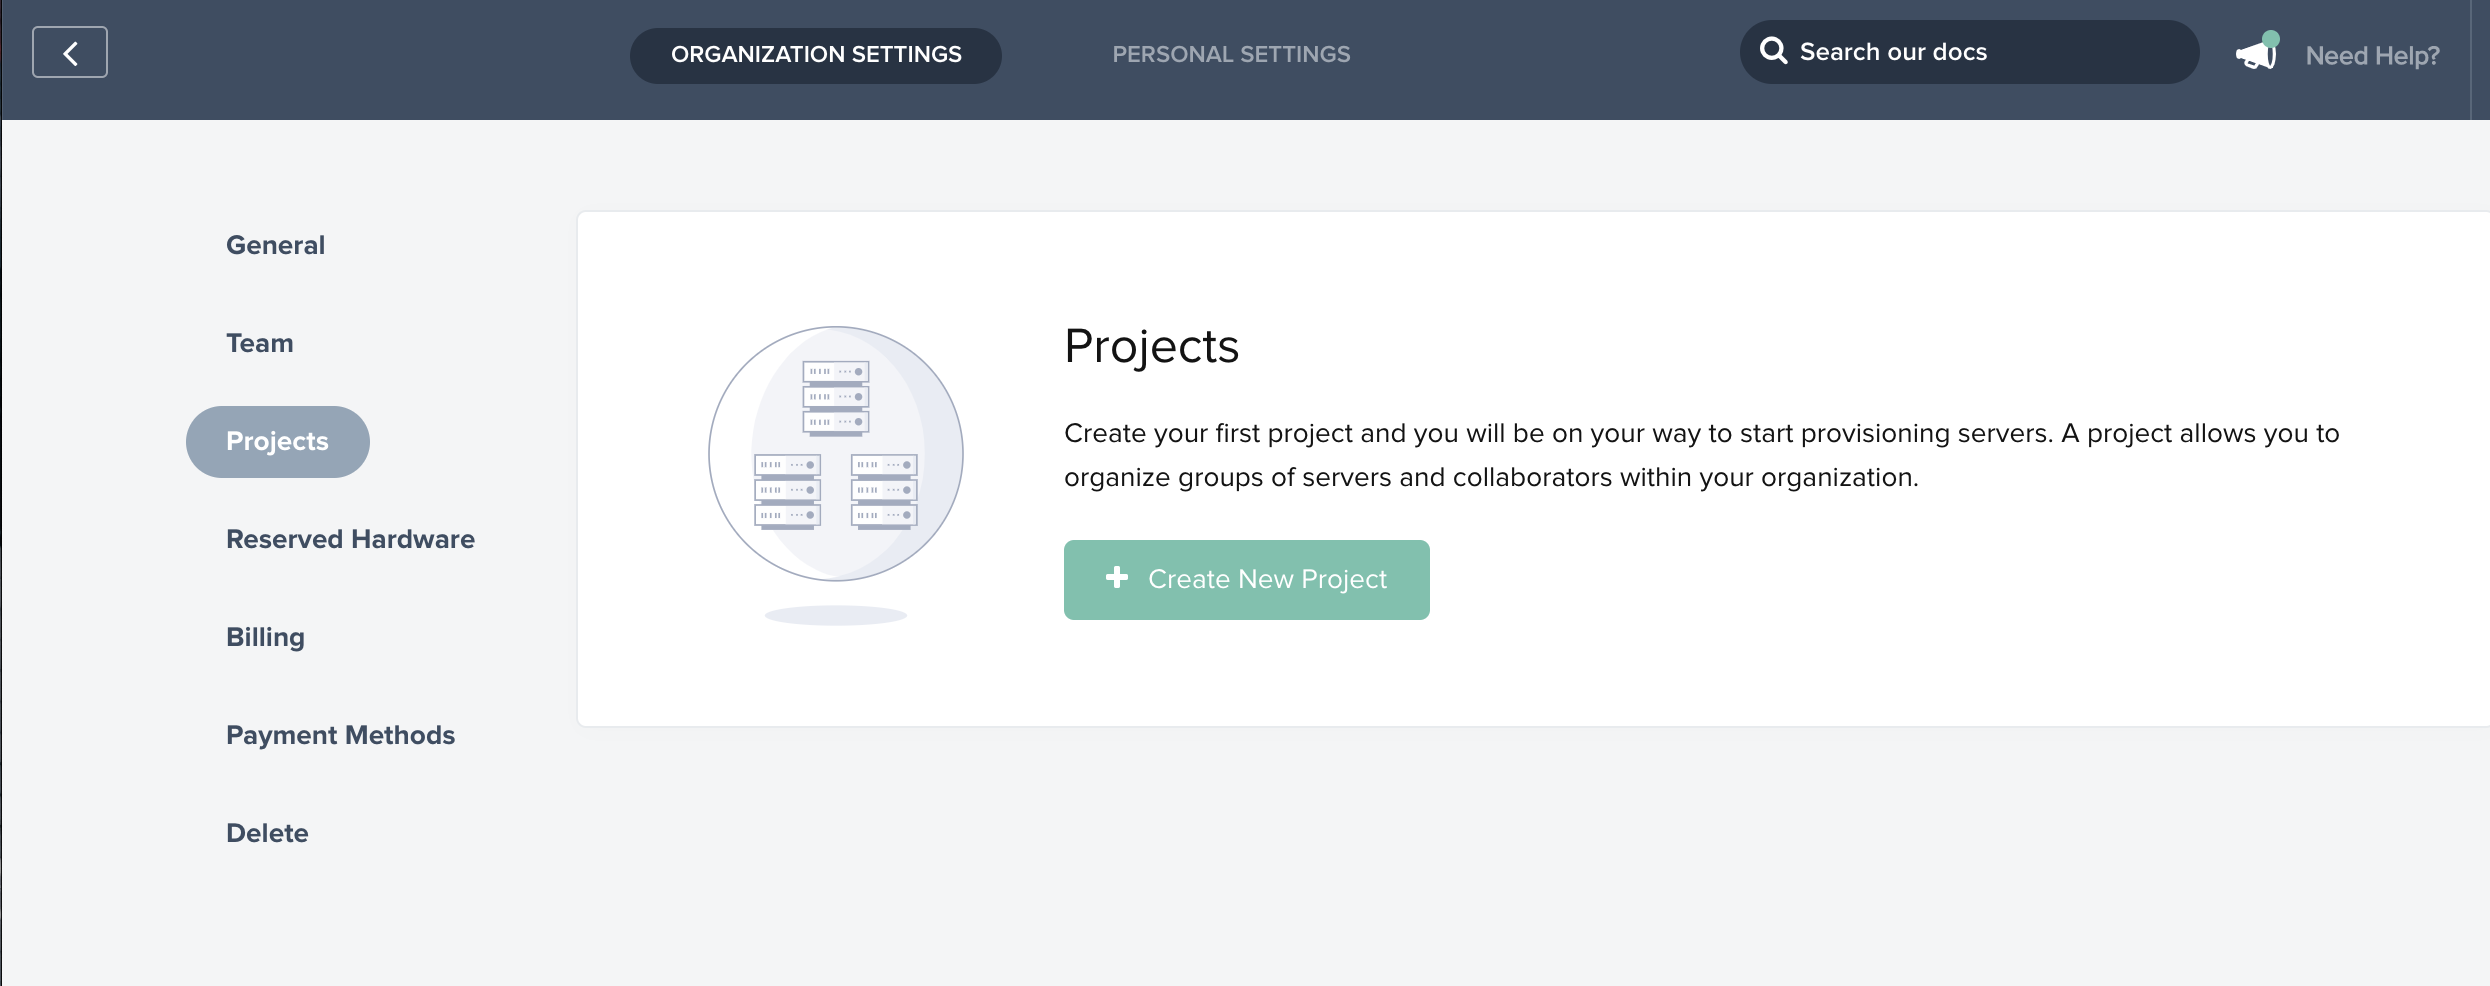 ORGANIZATION SETTINGS
PERSONAL SETTINGS
Search our docs
Need Help?
General
Team
Projects
Reserved Hardware
Billing
Payment Methods
Delete
Projects
Create your first project and you will be on your way to start provisioning servers. A project allows you to
organize groups of servers and collaborators within your organization.
Create New Project